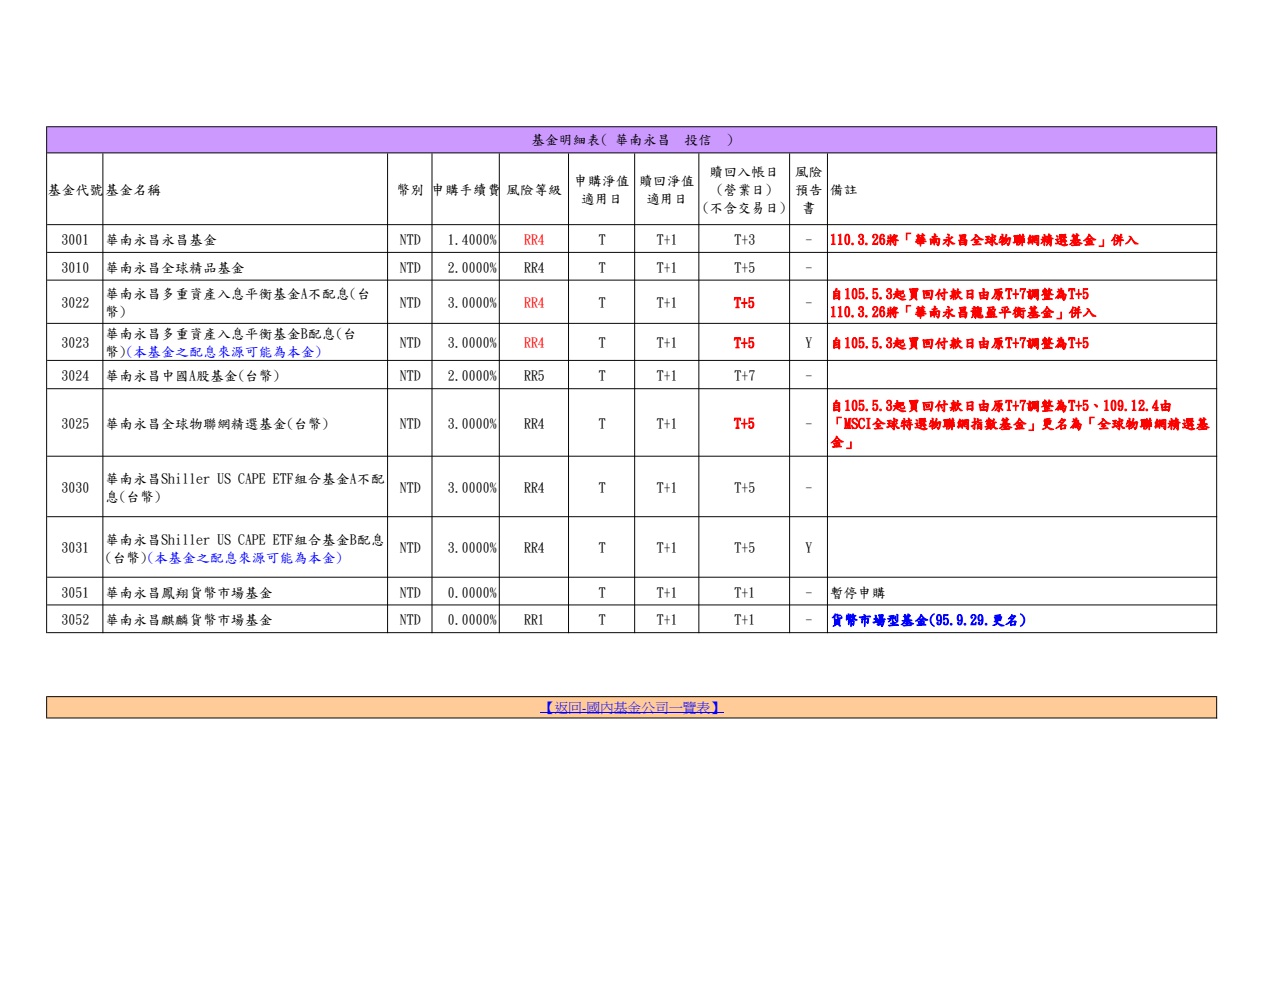 基金明細表( 華南永昌　投信　)
基金代號 基金名稱 幣別 申購手續費 風險等級 申購淨值適用日 贖回淨值適用日 贖回入帳日(營業日)(不含交易日) 風險預告書 備註
3001 華南永昌永昌基金 NTD 1.4000% RR4 T T+1 T+3 - 110.3.26將「華南永昌全球物聯網精選基金」併入
3010 華南永昌全球精品基金 NTD 2.0000% RR4 T T+1 T+5 -
3022 華南永昌多重資產入息平衡基金A不配息(台幣) NTD 3.0000% RR4 T T+1 T+5 - 自105.5.3起買回付款日由原T+7調整為T+5
110.3.26將「華南永昌龍盈平衡基金」併入
3023 華南永昌多重資產入息平衡基金B配息(台幣)(本基金之配息來源可能為本金) NTD 3.0000% RR4 T T+1 T+5 Y 自105.5.3起買回付款日由原T+7調整為T+5
3024 華南永昌中國A股基金(台幣) NTD 2.0000% RR5 T T+1 T+7 -
3025 華南永昌全球物聯網精選基金(台幣) NTD 3.0000% RR4 T T+1 T+5 - 自105.5.3起買回付款日由原T+7調整為T+5、109.12.4由
「MSCI全球特選物聯網指數基金」更名為「全球物聯網精選基
金」
3030 華南永昌Shiller US CAPE ETF組合基金A不配息(台幣) NTD 3.0000% RR4 T T+1 T+5 -
3031 華南永昌Shiller US CAPE ETF組合基金B配息(台幣)(本基金之配息來源可能為本金) NTD 3.0000% RR4 T T+1 T+5 Y
3051 華南永昌鳳翔貨幣市場基金 NTD 0.0000% T T+1 T+1 - 暫停申購
3052 華南永昌麒麟貨幣市場基金 NTD 0.0000% RR1 T T+1 T+1 - 貨幣市場型基金(95.9.29.更名)
【返回-國內基金公司一覽表】